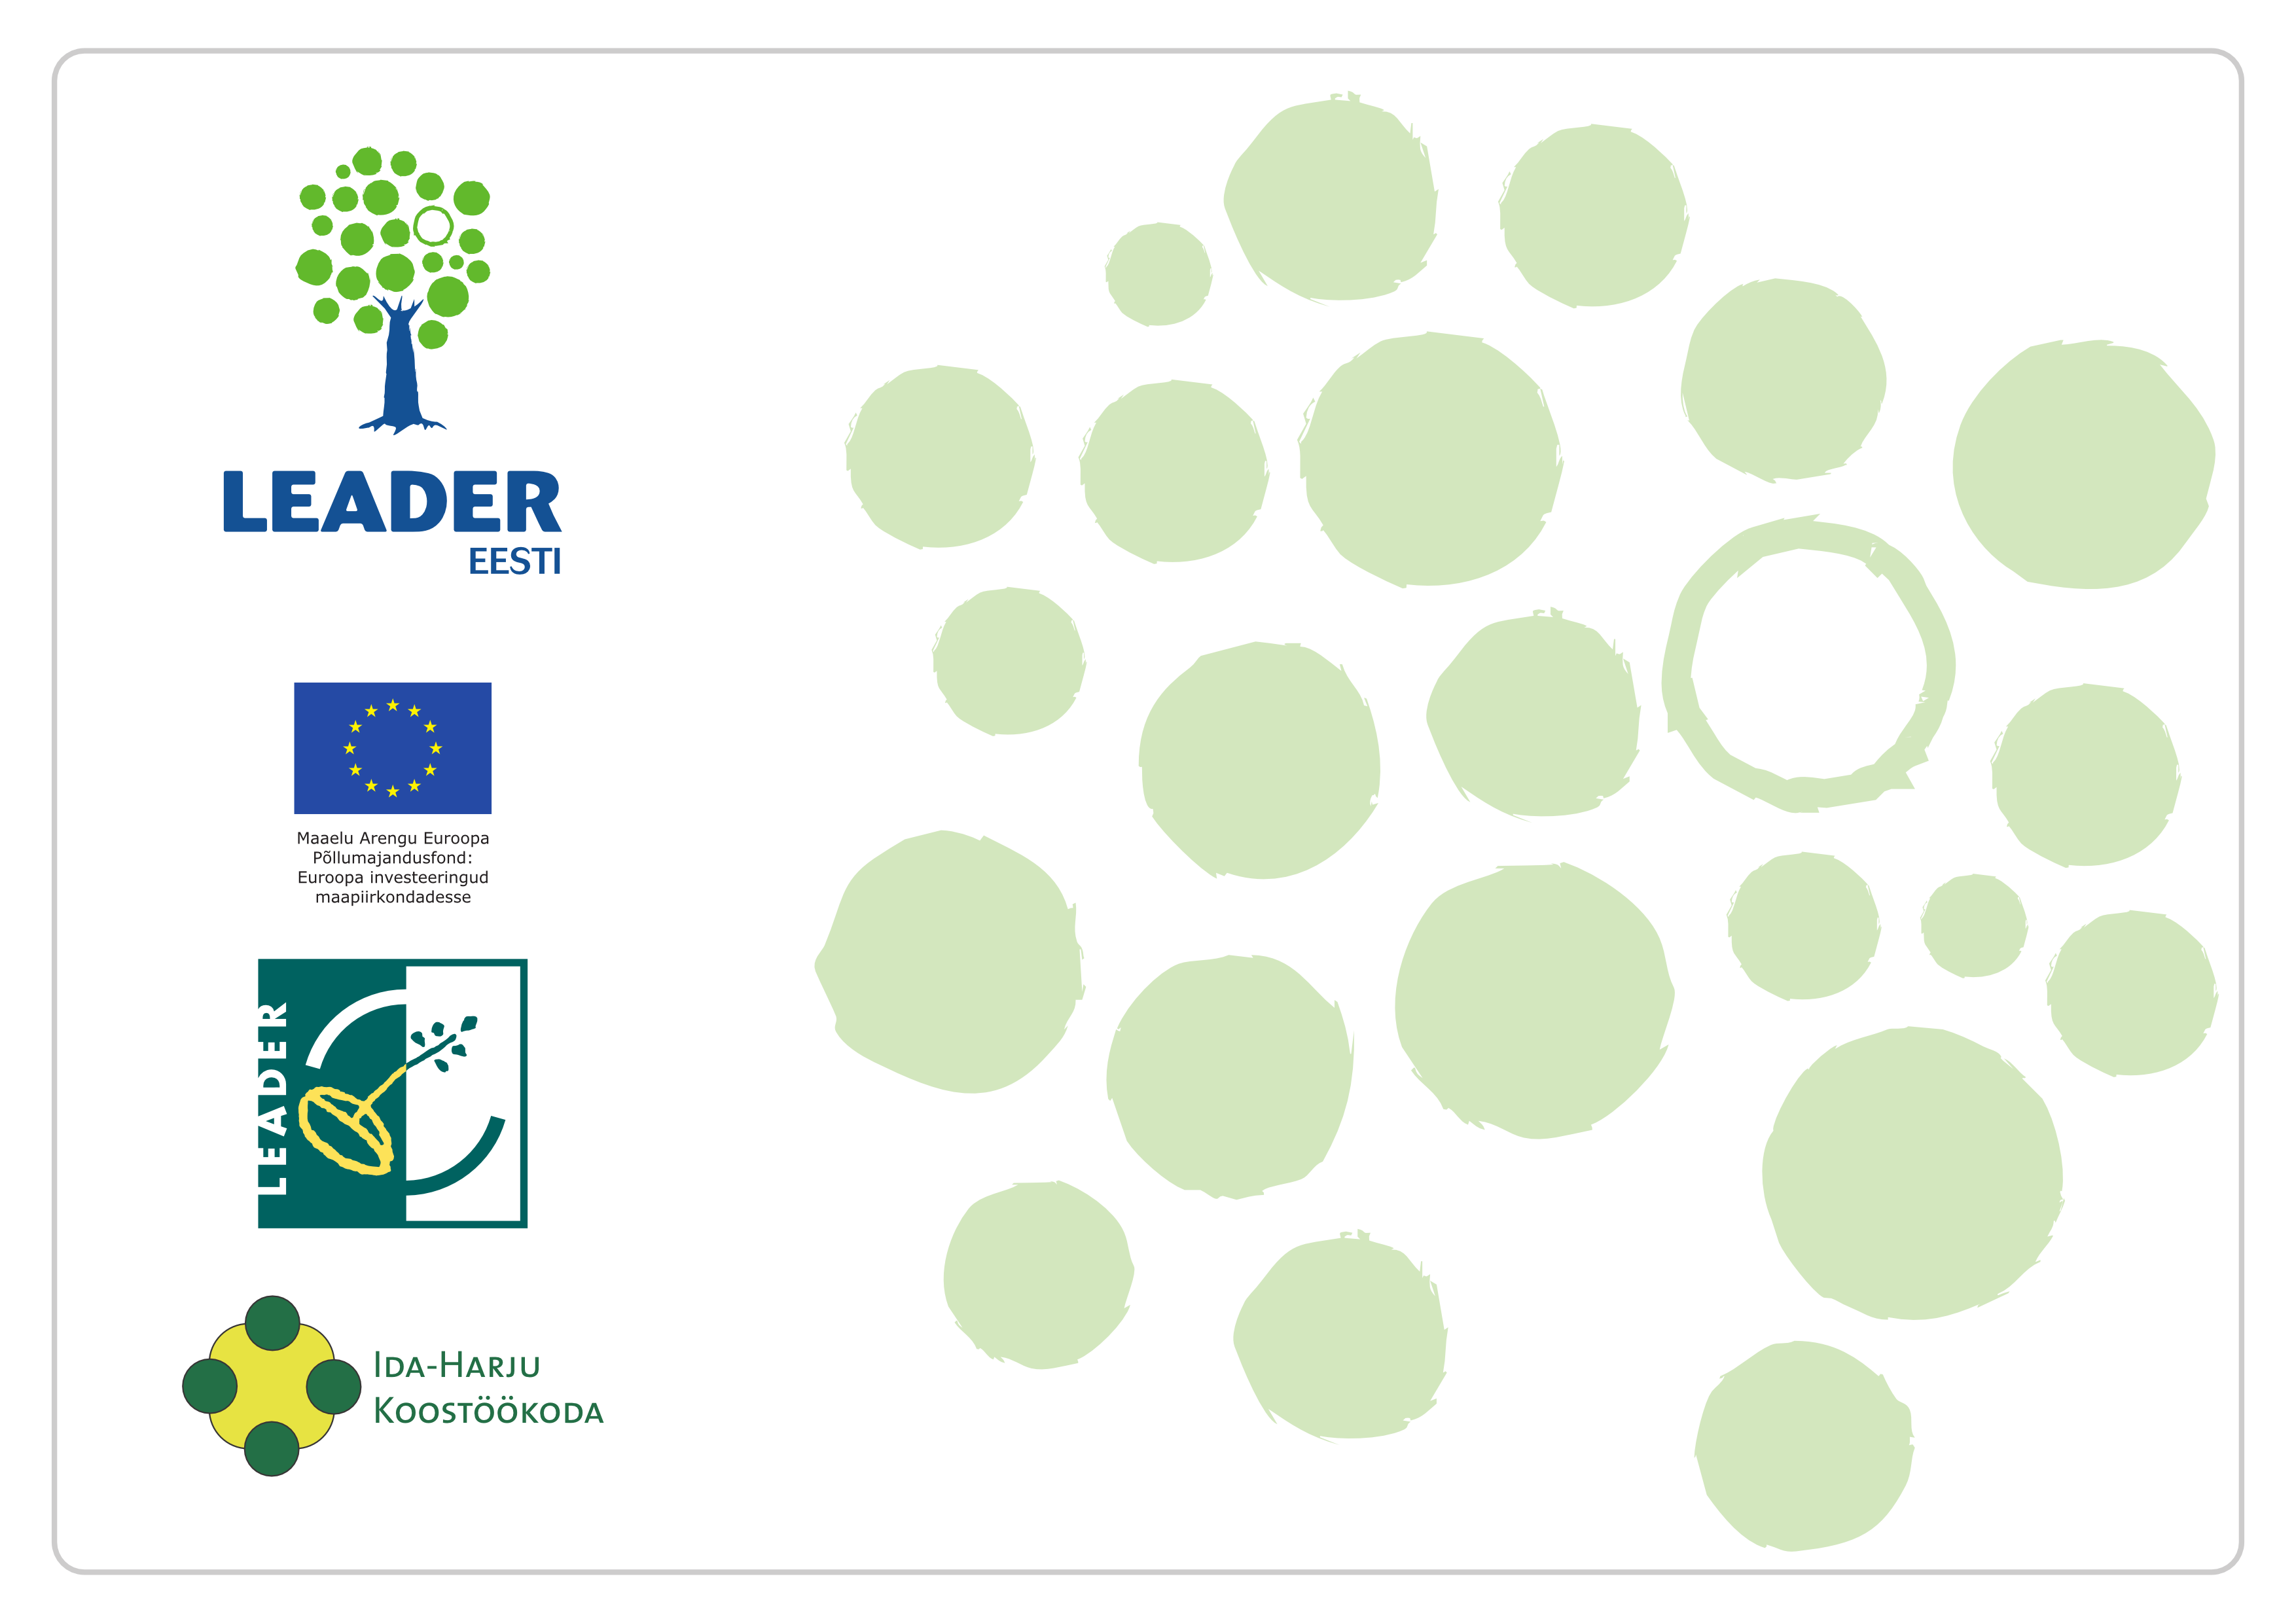 LEADER
EESTI
Maaelu Arengu Euroopa
Põllumajandusfond:
Euroopa investeeringud
maapiirkondadesse
LEADER
IDA-HARJU
KOOSTÖÖKODA